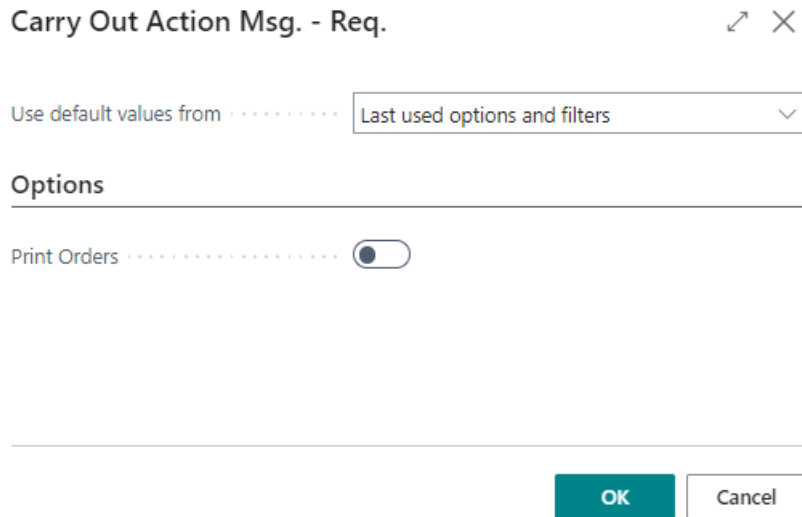 Carry Out Action Msg. - Req.
Use default values from
Last used options and filters
Options
Print Orders
OK
Cancel